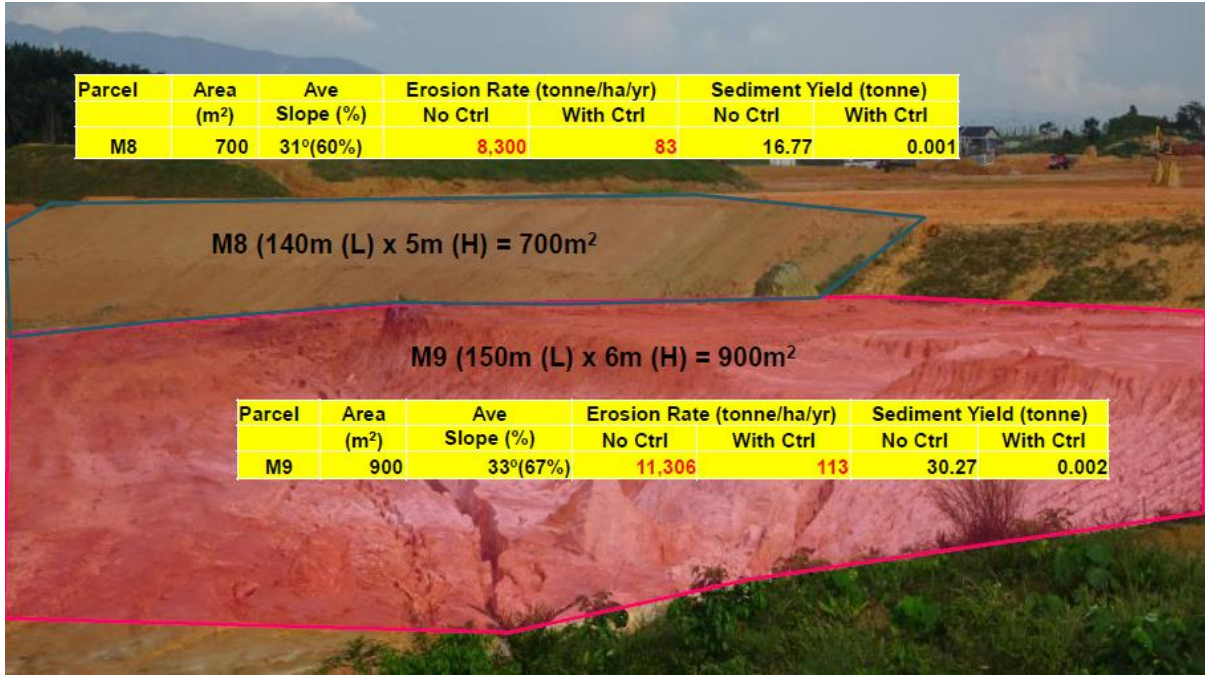 Parcel Area Ave Erosion Rate (tonne/ha/yr) Sediment Yield (tonne)
(m²) Slope (%) No Ctrl With Ctrl No Ctrl With Ctrl
M8 700 31º(60%) 8,300 83 16.77 0.001
M8 (140m (L) x 5m (H) = 700m²
M9 (150m (L) x 6m (H) = 900m²
Parcel Area Ave Erosion Rate (tonne/ha/yr) Sediment Yield (tonne)
(m²) Slope (%) No Ctrl With Ctrl No Ctrl With Ctrl
M9 900 33º(67%) 11,306 113 30.27 0.002